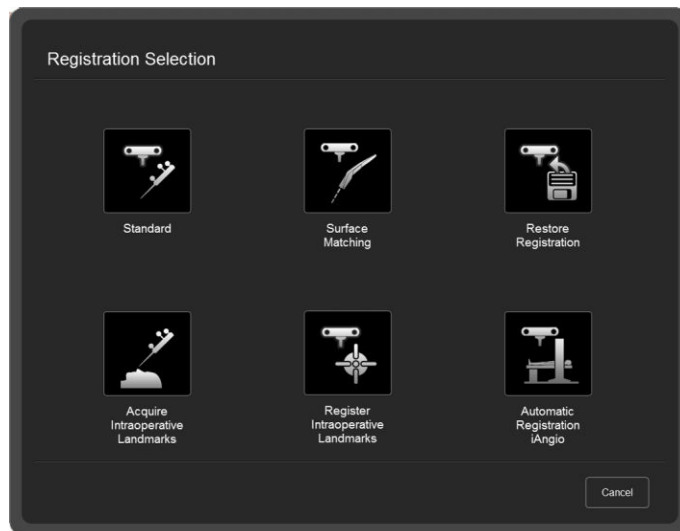 Registration Selection
Standard
Surface
Matching
Restore
Registration
Acquire
Intraoperative
Landmarks
Register
Intraoperative
Landmarks
Automatic
Registration
iAngio
Cancel